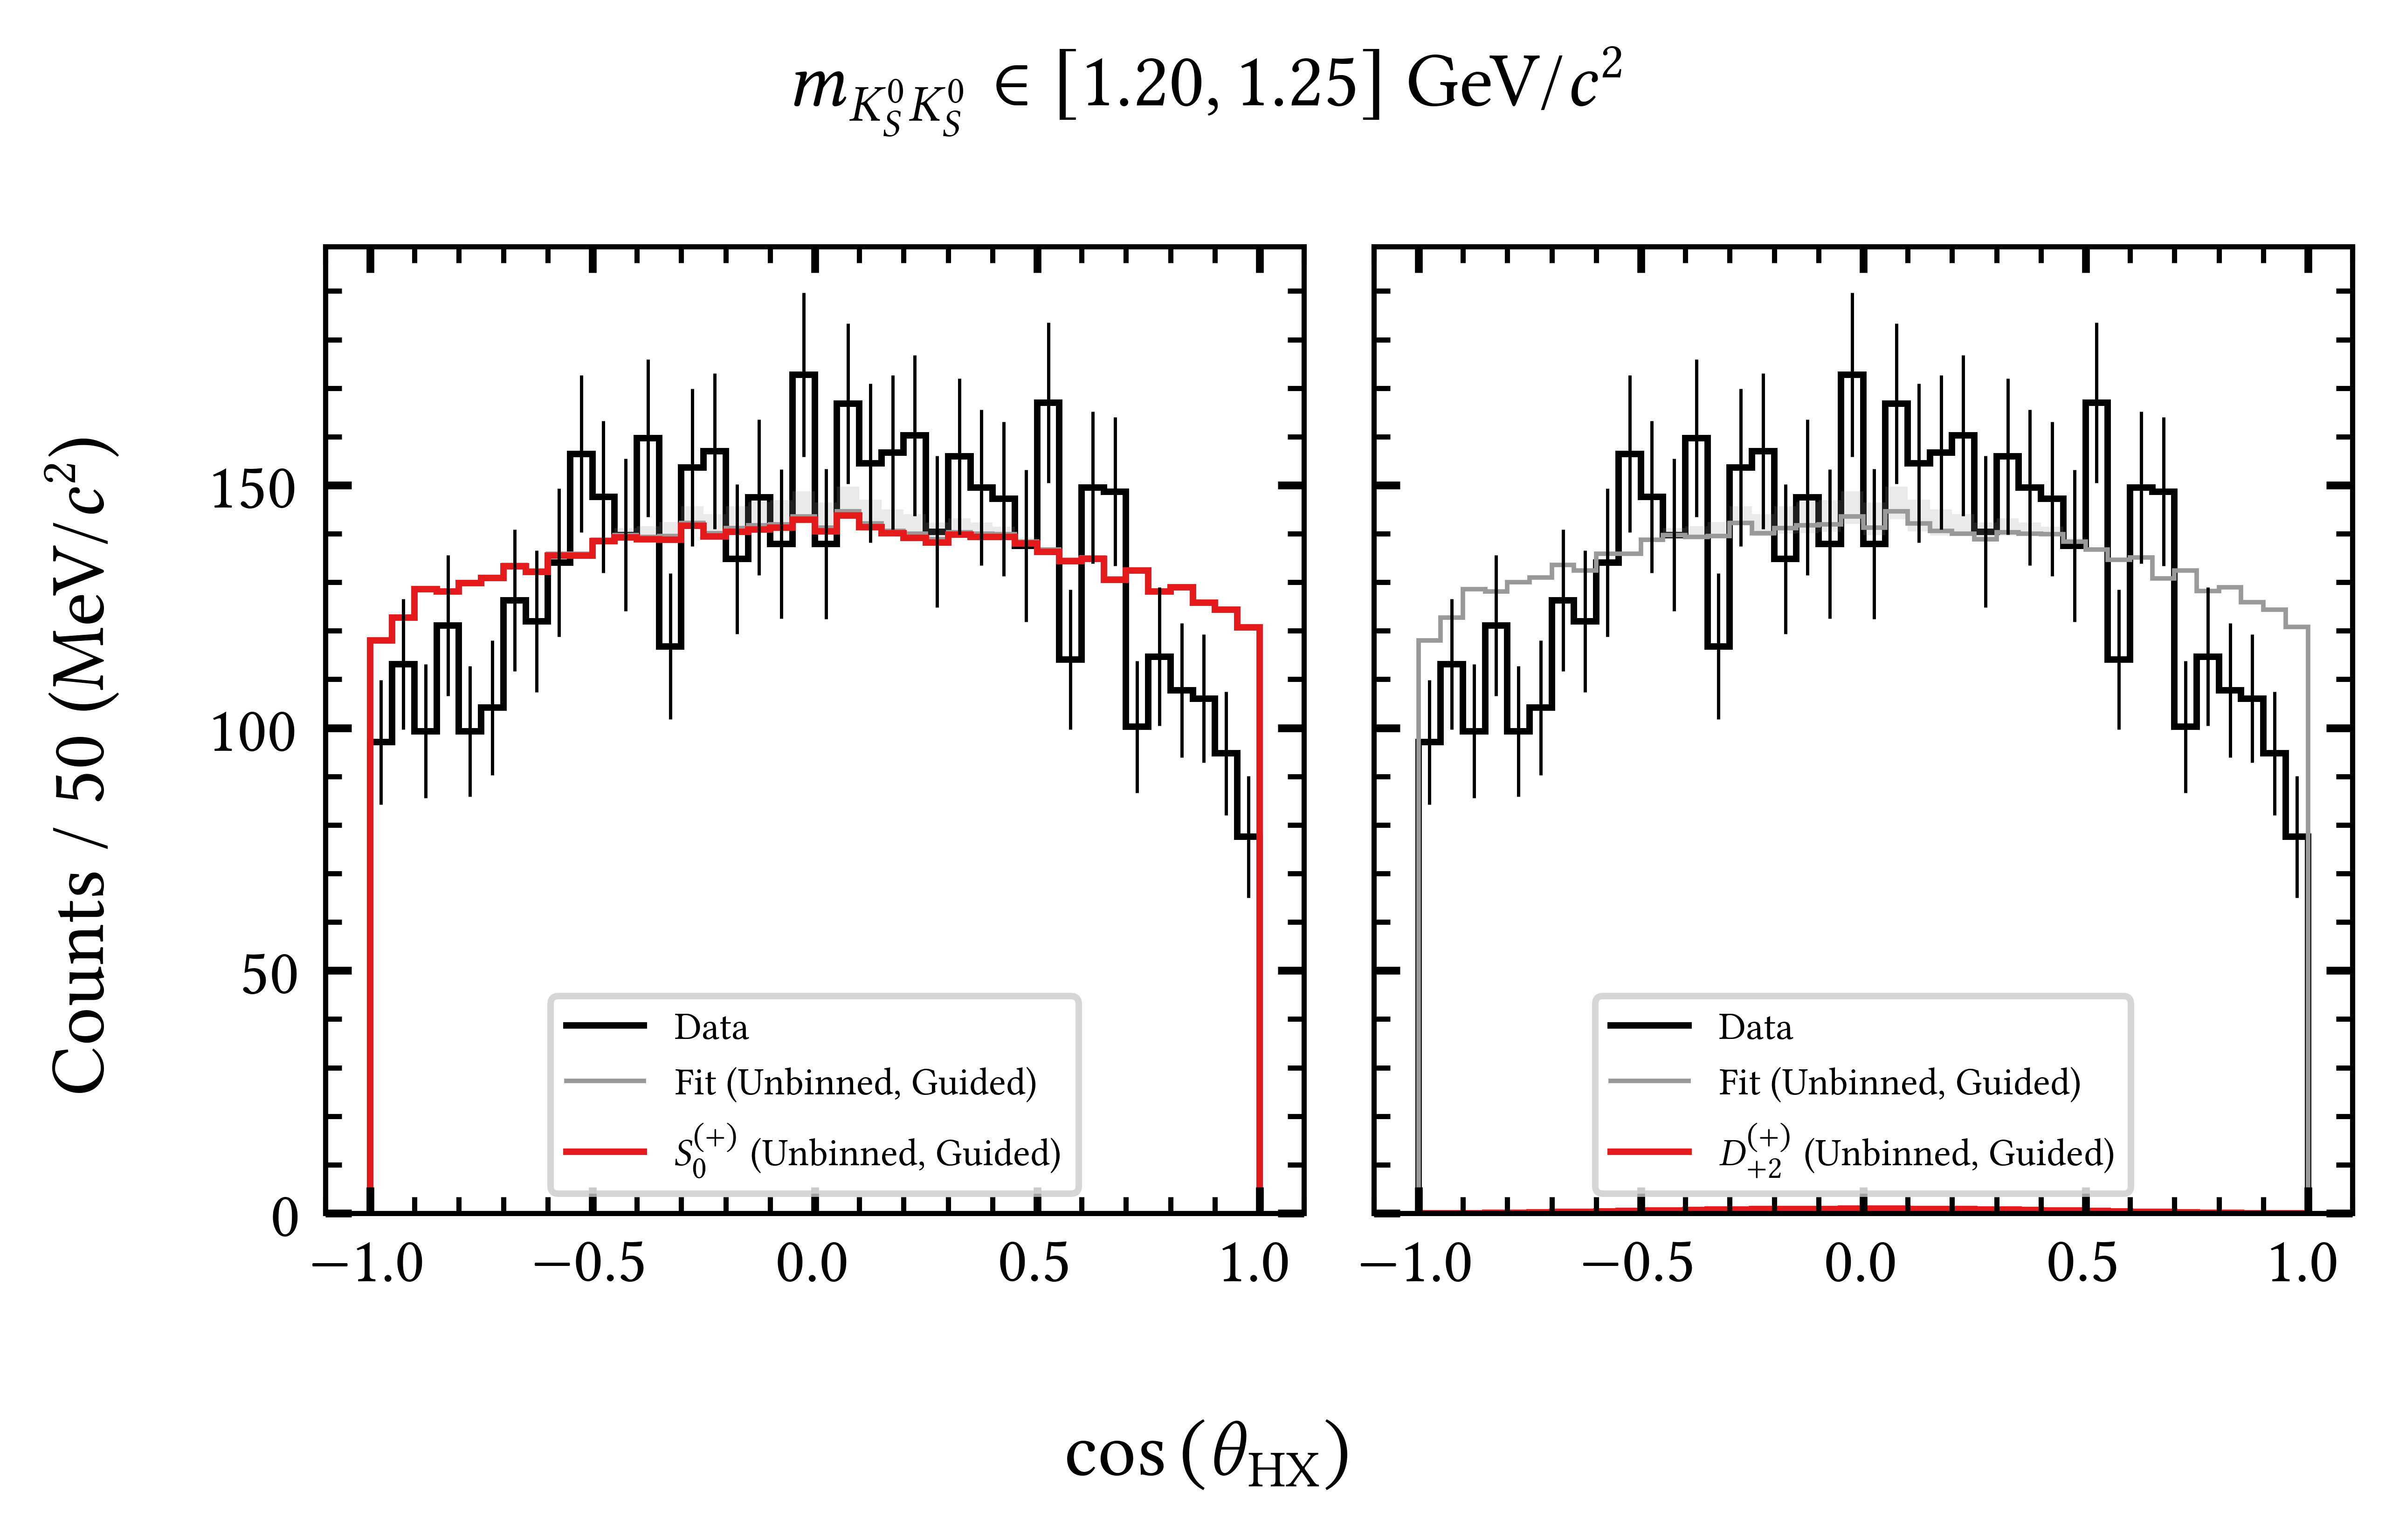 m_{K_S^0 K_S^0} ∈ [1.20, 1.25] GeV/c²
Counts / 50 (MeV/c²)
150
100
50
0
Data
Fit (Unbinned, Guided)
S_0^{(+)} (Unbinned, Guided)
−1.0 −0.5 0.0 0.5 1.0
Data
Fit (Unbinned, Guided)
D_{+2}^{(+)} (Unbinned, Guided)
−1.0 −0.5 0.0 0.5 1.0
cos (θ_{HX})